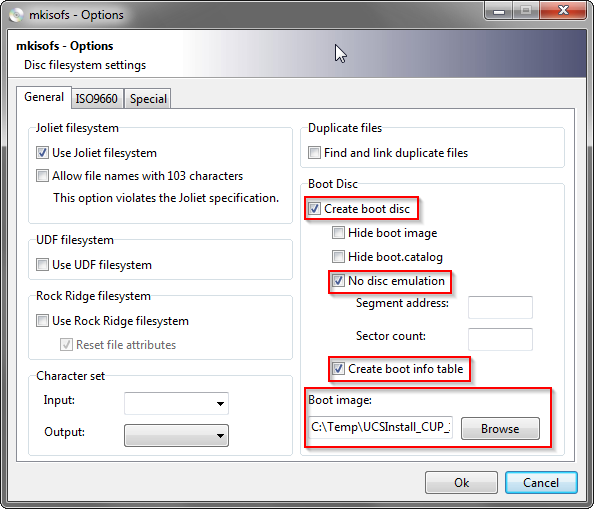 mkisofs - Options
mkisofs - Options
Disc filesystem settings
General
ISO9660
Special
Joliet filesystem
Use Joliet filesystem
Allow file names with 103 characters
This option violates the Joliet specification.
UDF filesystem
Use UDF filesystem
Rock Ridge filesystem
Use Rock Ridge filesystem
Reset file attributes
Character set
Input:
Output:
Duplicate files
Find and link duplicate files
Boot Disc
Create boot disc
Hide boot image
Hide boot.catalog
No disc emulation
Segment address:
Sector count:
Create boot info table
Boot image:
C:\Temp\UCSInstall_CUP_
Browse
Ok
Cancel